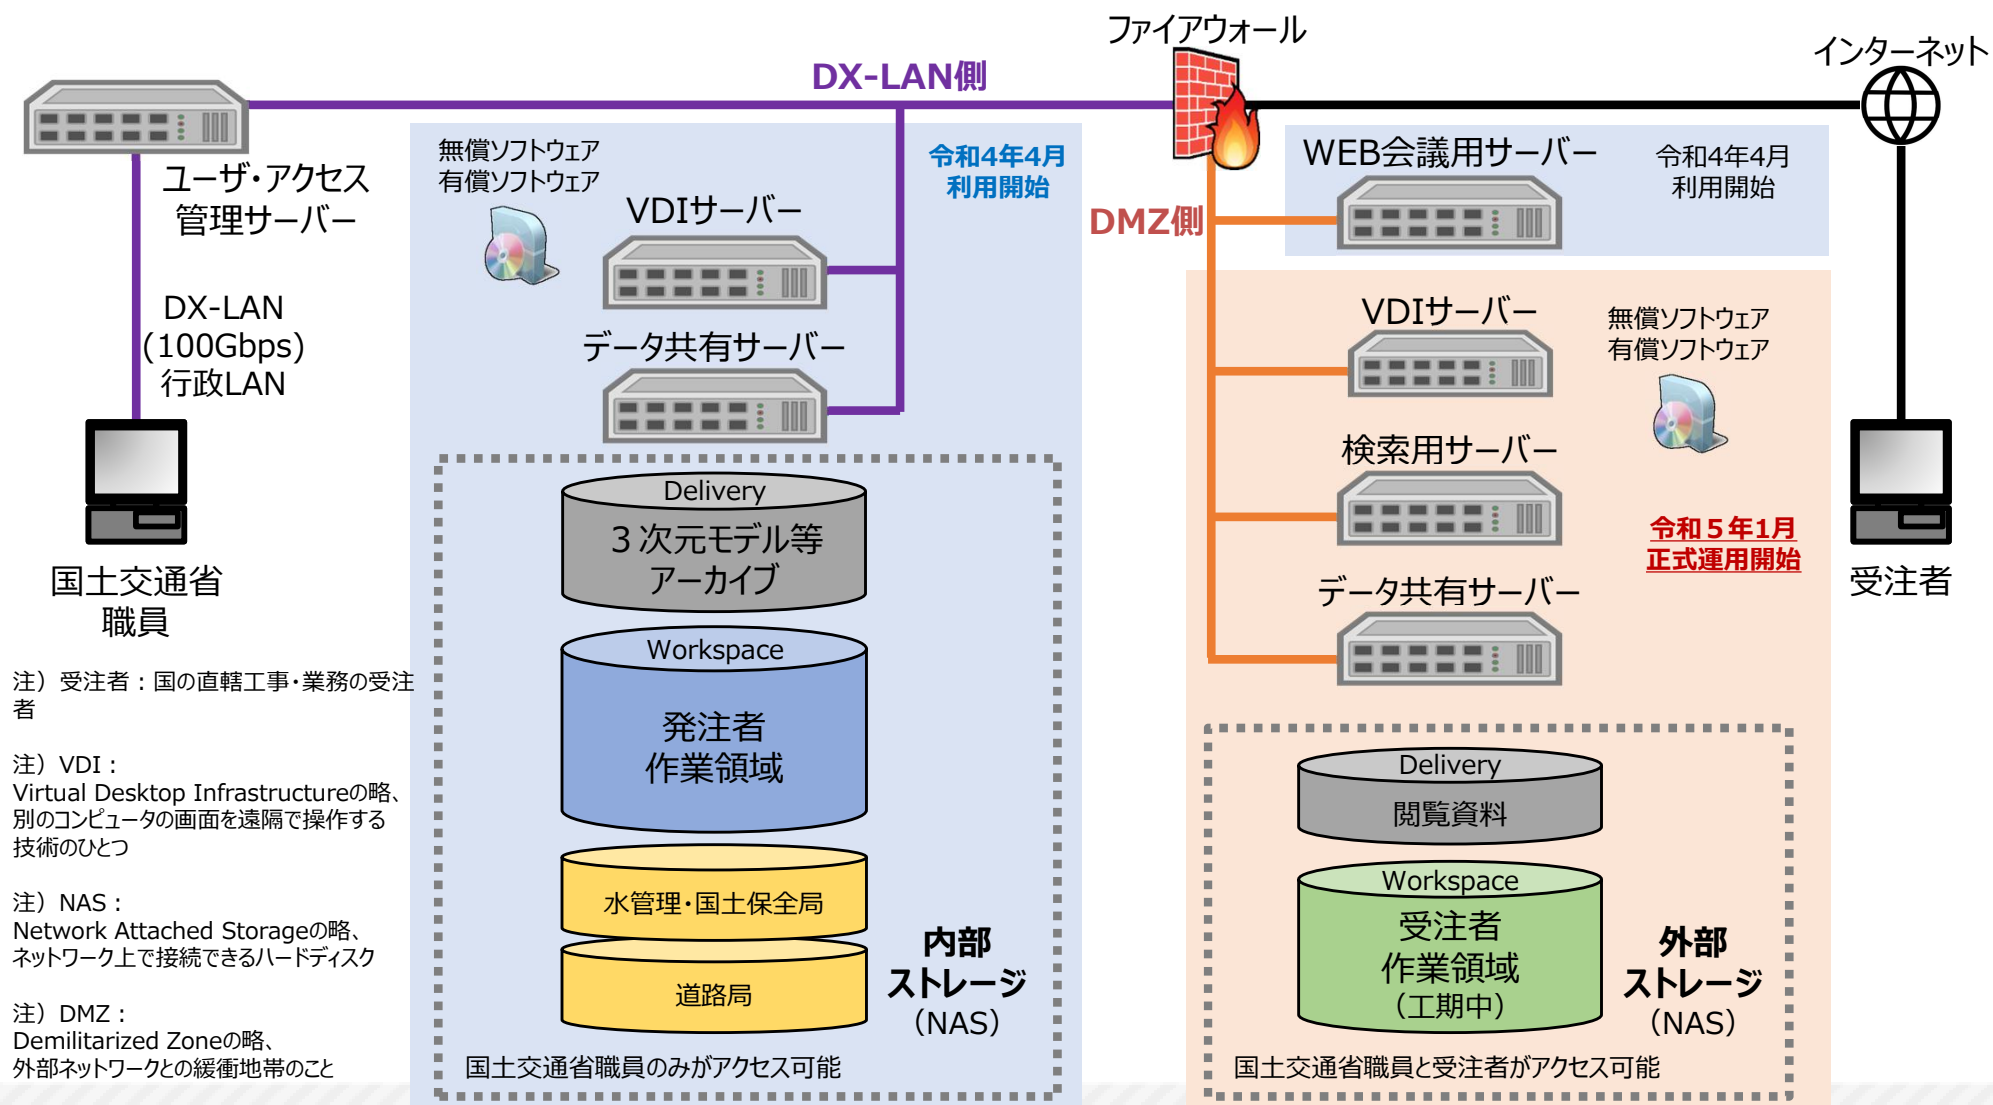 ファイアウォール
インターネット
DX-LAN側
ユーザ・アクセス
管理サーバー
DX-LAN
(100Gbps)
行政LAN
国土交通省
職員
無償ソフトウェア
有償ソフトウェア
令和4年4月
利用開始
VDIサーバー
データ共有サーバー
Delivery
３次元モデル等
アーカイブ
Workspace
発注者
作業領域
水管理・国土保全局
道路局
内部
ストレージ
（NAS）
国土交通省職員のみがアクセス可能
DMZ側
WEB会議用サーバー
令和4年4月
利用開始
VDIサーバー
無償ソフトウェア
有償ソフトウェア
検索用サーバー
令和５年1月
正式運用開始
データ共有サーバー
Delivery
閲覧資料
Workspace
受注者
作業領域
（工期中）
外部
ストレージ
（NAS）
国土交通省職員と受注者がアクセス可能
受注者
注）受注者：国の直轄工事・業務の受注
者
注）VDI：
Virtual Desktop Infrastructureの略、
別のコンピュータの画面を遠隔で操作する
技術のひとつ
注）NAS：
Network Attached Storageの略、
ネットワーク上で接続できるハードディスク
注）DMZ：
Demilitarized Zoneの略、
外部ネットワークとの緩衝地帯のこと